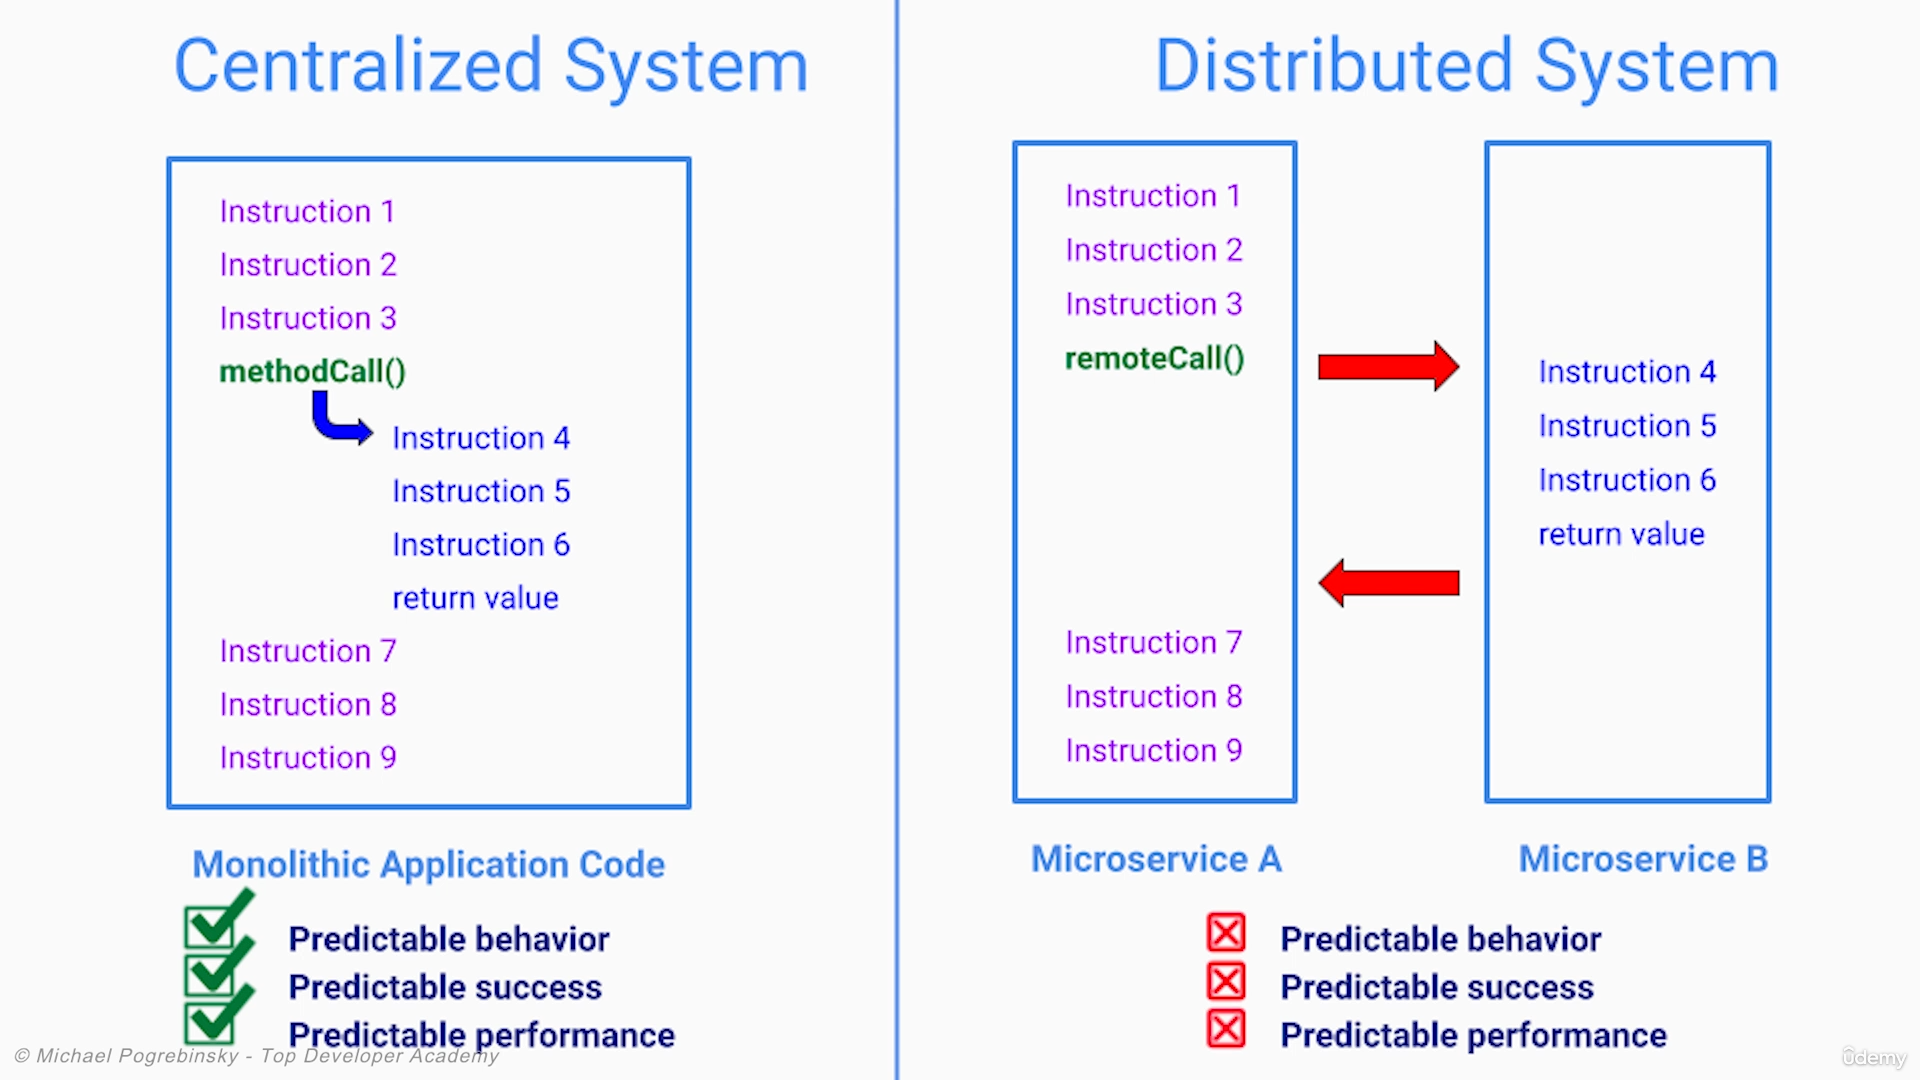 Centralized System
Instruction 1
Instruction 2
Instruction 3
methodCall()
Instruction 4
Instruction 5
Instruction 6
return value
Instruction 7
Instruction 8
Instruction 9
Monolithic Application Code
Predictable behavior
Predictable success
Predictable performance
© Michael Pogrebinsky - Top Developer Academy
Distributed System
Instruction 1
Instruction 2
Instruction 3
remoteCall()
Instruction 7
Instruction 8
Instruction 9
Microservice A
Instruction 4
Instruction 5
Instruction 6
return value
Microservice B
Predictable behavior
Predictable success
Predictable performance
ûdemy